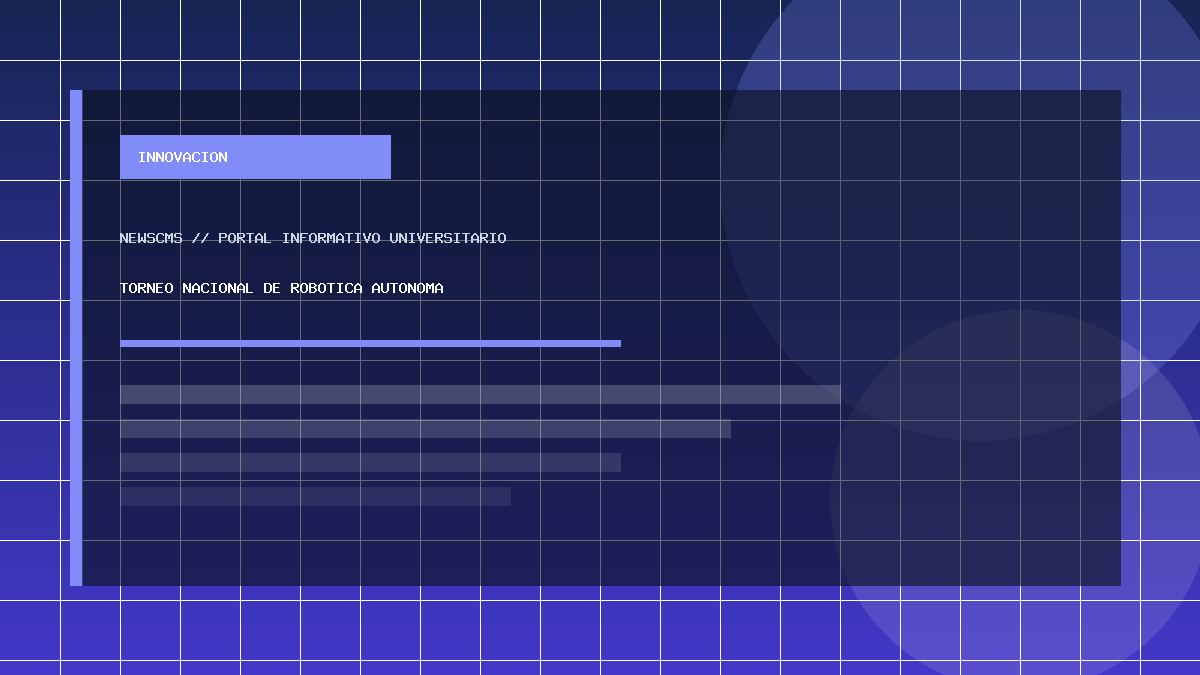 INNOVACION
NEWSCMS // PORTAL INFORMATIVO UNIVERSITARIO
TORNEO NACIONAL DE ROBOTICA AUTONOMA